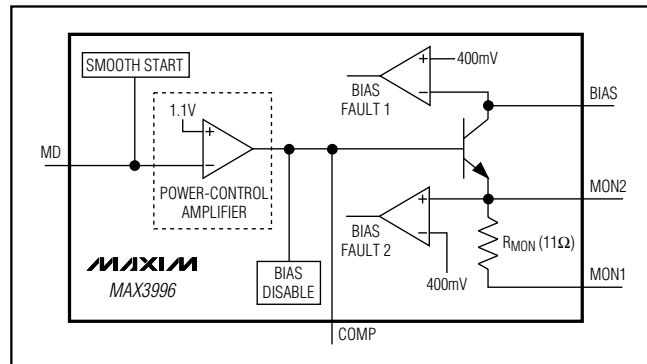 SMOOTH START
400mV
BIAS
FAULT 1
BIAS
1.1V
+
−
+
−
MD
POWER-CONTROL
AMPLIFIER
MON2
+
−
BIAS
FAULT 2
RMON (11Ω)
400mV
MAXIM
MAX3996
BIAS
DISABLE
MON1
COMP